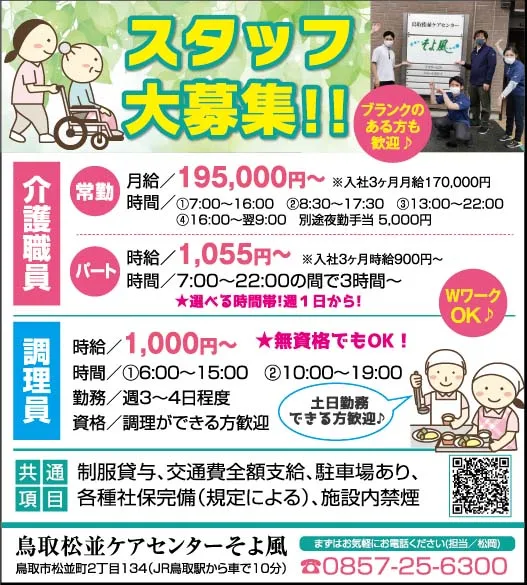 スタッフ
大募集!!
鳥取松並ケアセンター
そよ風
ブランクの
ある方も
歓迎♪
介護職員
常勤
月給／195,000円〜 ※入社3ヶ月月給170,000円
時間／①7:00〜16:00 ②8:30〜17:30 ③13:00〜22:00
④16:00〜翌9:00 別途夜勤手当 5,000円
パート
時給／1,055円〜 ※入社3ヶ月時給900円〜
時間／7:00〜22:00の間で3時間〜
★選べる時間帯!週1日から!
Wワーク
OK♪
調理員
時給／1,000円〜 ★無資格でもOK！
時間／①6:00〜15:00 ②10:00〜19:00
勤務／週3〜4日程度
資格／調理ができる方歓迎
土日勤務
できる方歓迎♪
共通
項目
制服貸与、交通費全額支給、駐車場あり、
各種社保完備（規定による）、施設内禁煙
鳥取松並ケアセンターそよ風
鳥取市松並町2丁目134（JR鳥取駅から車で10分）
まずはお気軽にお電話ください(担当／松岡)
☎0857-25-6300